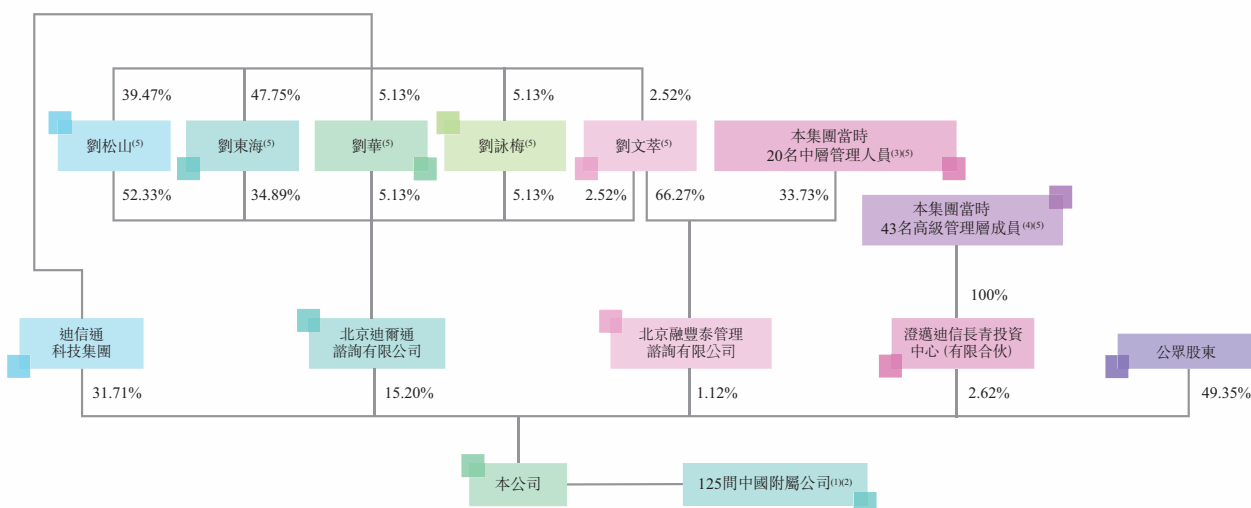 39.47%
47.75%
5.13%
5.13%
2.52%
劉松山(5)
劉東海(5)
劉華(5)
劉詠梅(5)
劉文萃(5)
本集團當時
20名中層管理人員(3)(5)
52.33%
34.89%
5.13%
5.13%
2.52%
66.27%
33.73%
本集團當時
43名高級管理層成員(4)(5)
100%
迪信通
科技集團
北京迪爾通
諮詢有限公司
北京融豐泰管理
諮詢有限公司
澄邁迪信長青投資
中心 (有限合伙)
公眾股東
31.71%
15.20%
1.12%
2.62%
49.35%
本公司
125間中國附屬公司(1)(2)